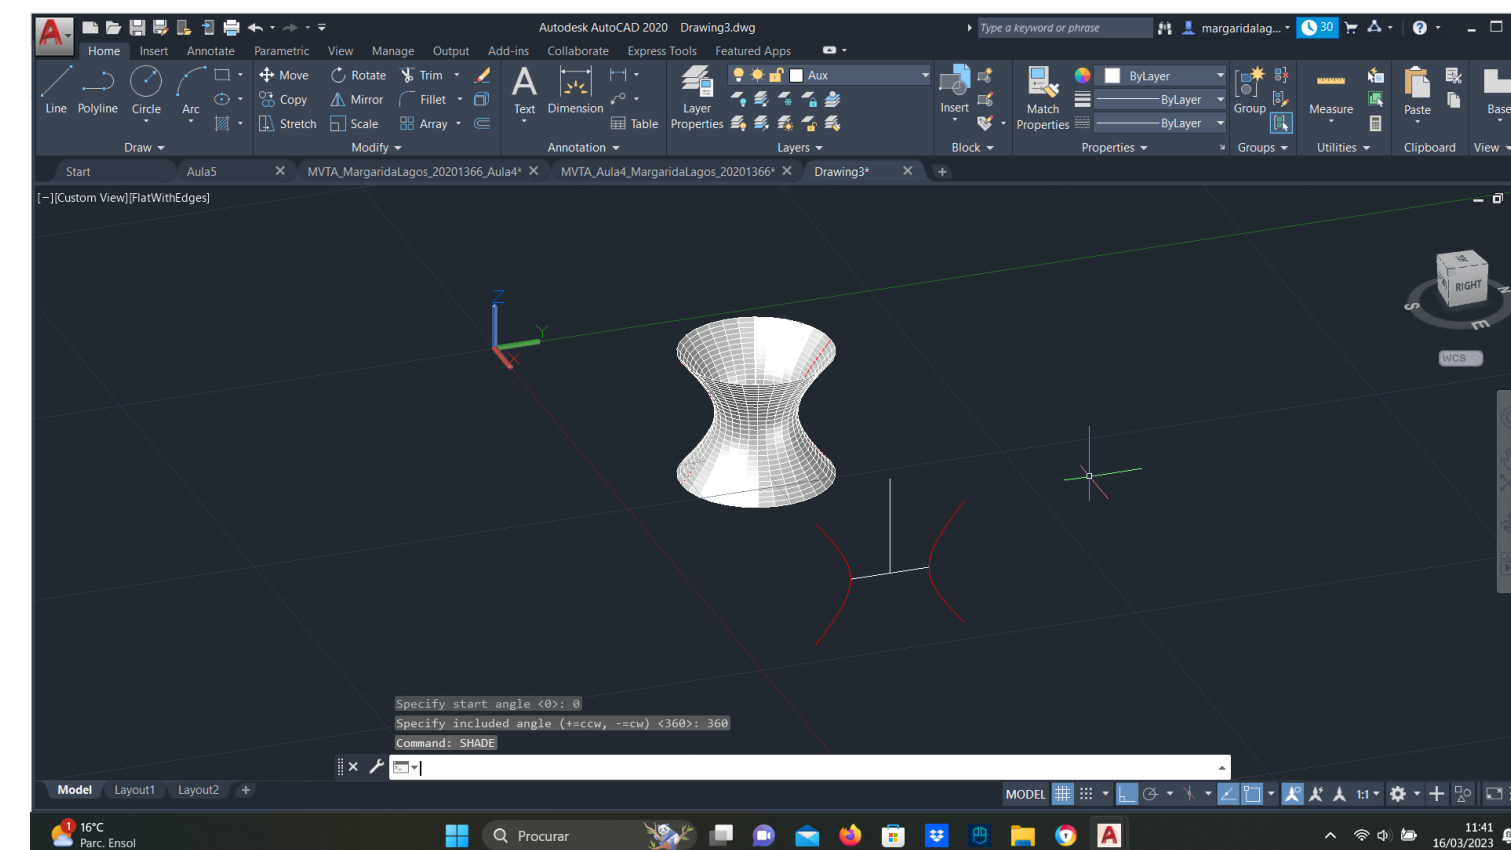 Autodesk AutoCAD 2020 Drawing3.dwg
Type a keyword or phrase
margaridalag...
30
Home Insert Annotate Parametric View Manage Output Add-ins Collaborate Express Tools Featured Apps
Line Polyline Circle Arc
Move Rotate Trim
Copy Mirror Fillet
Stretch Scale Array
Text Dimension
Table
Layer
Properties
Aux
Insert
Match
Properties
ByLayer
ByLayer
ByLayer
Group
Measure
Paste
Base
Draw Modify Annotation Layers Block Properties Groups Utilities Clipboard View
Start Aula5 MVTA_MargaridaLagos_20201366_Aula4* MVTA_Aula4_MargaridaLagos_20201366* Drawing3*
[−][Custom View][FlatWithEdges]
Z
Y
X
RIGHT
S
E
N
WCS
Specify start angle <0>: 0
Specify included angle (+=ccw, -=cw) <360>: 360
Command: SHADE
Model Layout1 Layout2 +
MODEL
1:1
1
16°C
Parc. Ensol
Procurar
11:41
16/03/2023